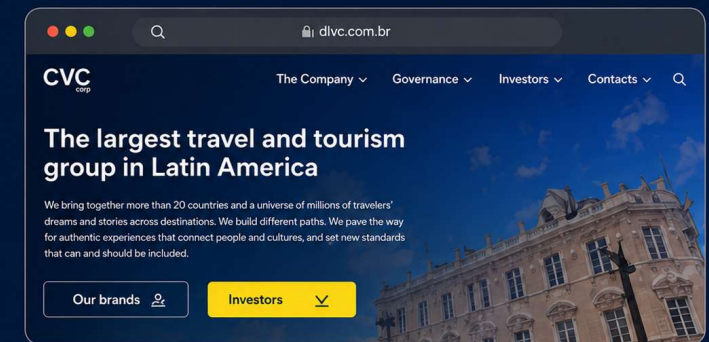 dlvc.com.br
CVC
corp
The Company
Governance
Investors
Contacts
The largest travel and tourism
group in Latin America
We bring together more than 20 countries and a universe of millions of travelers'
dreams and stories across destinations. We build different paths. We pave the way
for authentic experiences that connect people and cultures, and set new standards
that can and should be included.
Our brands
Investors